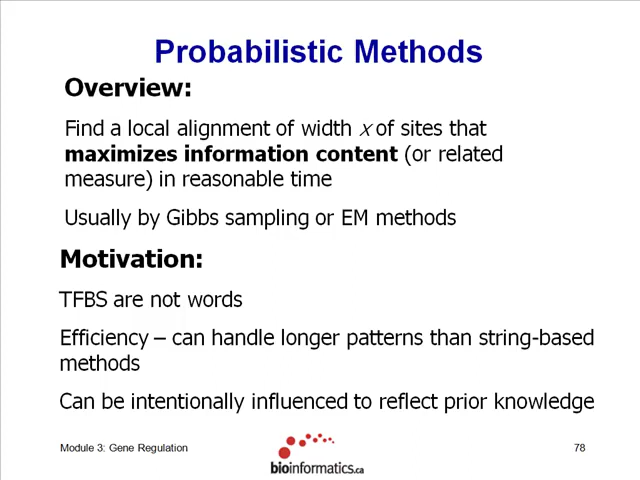 Probabilistic Methods
Overview:
Find a local alignment of width x of sites that
maximizes information content (or related
measure) in reasonable time
Usually by Gibbs sampling or EM methods
Motivation:
TFBS are not words
Efficiency – can handle longer patterns than string-based
methods
Can be intentionally influenced to reflect prior knowledge
Module 3: Gene Regulation
bioinformatics.ca
78